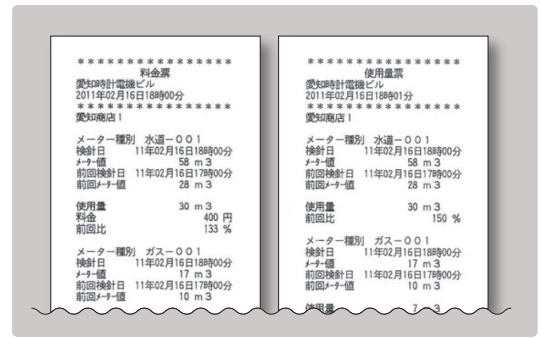 ＊＊＊＊＊＊＊＊＊＊＊＊＊＊＊＊
料金票
愛知時計電機ビル
2011年02月16日18時00分
＊＊＊＊＊＊＊＊＊＊＊＊＊＊＊＊
愛知商店1
メーター種別 水道－001
検針日 11年02月16日18時00分
ﾒｰﾀｰ値 58 m3
前回検針日 11年02月16日17時00分
前回ﾒｰﾀｰ値 28 m3
使用量 30 m3
料金 400 円
前回比 133 %
メーター種別 ガス－001
検針日 11年02月16日18時00分
ﾒｰﾀｰ値 17 m3
前回検針日 11年02月16日17時00分
前回ﾒｰﾀｰ値 10 m3
＊＊＊＊＊＊＊＊＊＊＊＊＊＊＊＊
使用量票
愛知時計電機ビル
2011年02月16日18時01分
＊＊＊＊＊＊＊＊＊＊＊＊＊＊＊＊
愛知商店1
メーター種別 水道－001
検針日 11年02月16日18時00分
ﾒｰﾀｰ値 58 m3
前回検針日 11年02月16日17時00分
前回ﾒｰﾀｰ値 28 m3
使用量 30 m3
前回比 150 %
メーター種別 ガス－001
検針日 11年02月16日18時00分
ﾒｰﾀｰ値 17 m3
前回検針日 11年02月16日17時00分
前回ﾒｰﾀｰ値 10 m3
使用量 7 m3